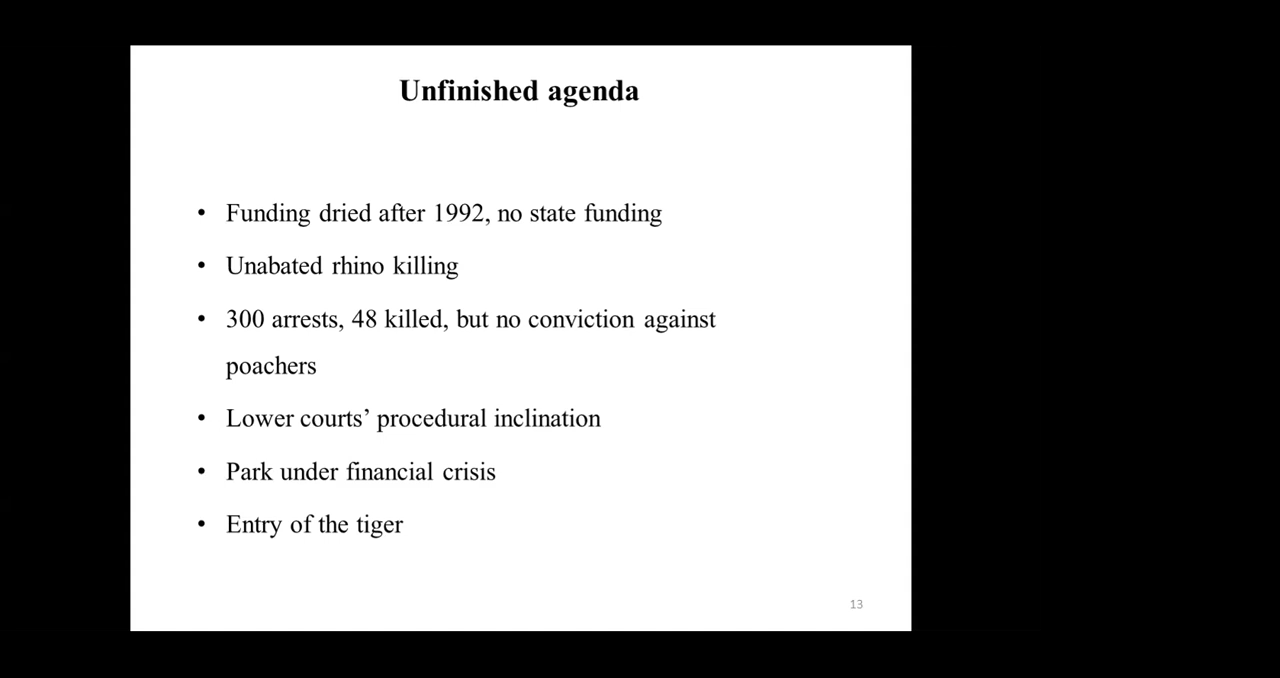 Unfinished agenda
• Funding dried after 1992, no state funding
• Unabated rhino killing
• 300 arrests, 48 killed, but no conviction against
poachers
• Lower courts’ procedural inclination
• Park under financial crisis
• Entry of the tiger
13